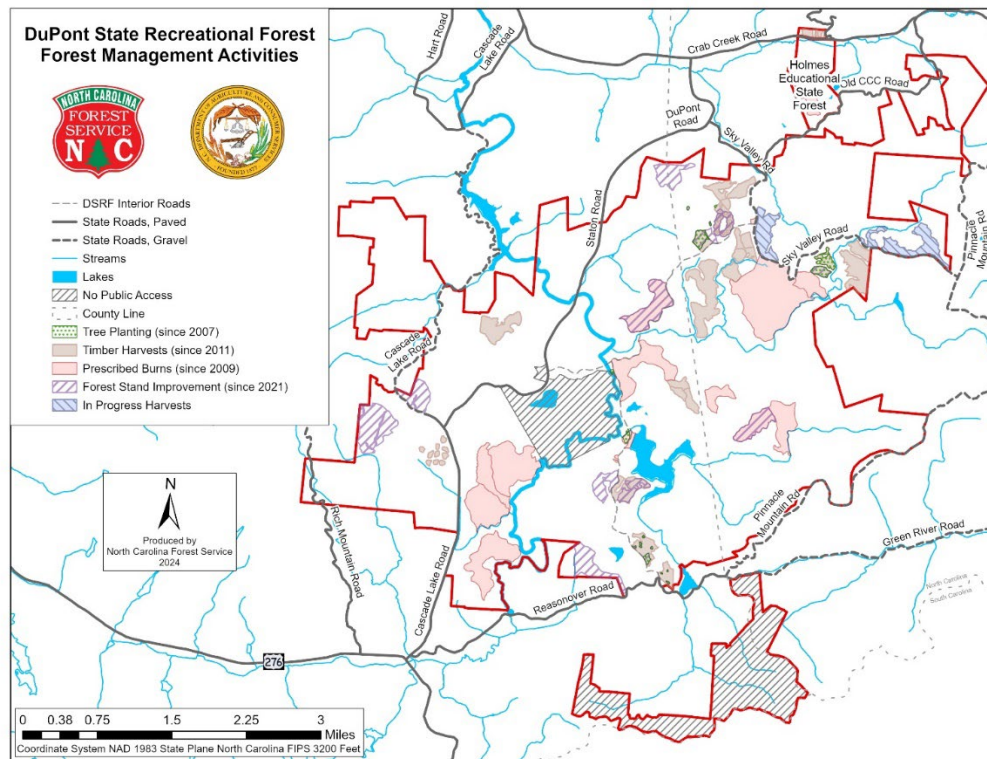 DuPont State Recreational Forest
Forest Management Activities
NORTH CAROLINA
FOREST
SERVICE
N C
DSRF Interior Roads
State Roads, Paved
State Roads, Gravel
Streams
Lakes
No Public Access
County Line
Tree Planting (since 2007)
Timber Harvests (since 2011)
Prescribed Burns (since 2009)
Forest Stand Improvement (since 2021)
In Progress Harvests
N
Produced by
North Carolina Forest Service
2024
Hart Road
Cascade
Lake Road
Crab Creek Road
Holmes
Educational
State
Forest
Old CCC Road
DuPont
Road
Sky Valley Rd
Staton Road
Sky Valley Road
Pinnacle
Mountain Rd
Cascade
Lake Road
Rich Mountain Road
Cascade Lake Road
Reasonover Road
Pinnacle
Mountain Rd
Green River Road
North Carolina
South Carolina
276
0 0.38 0.75 1.5 2.25 3
Miles
Coordinate System NAD 1983 State Plane North Carolina FIPS 3200 Feet